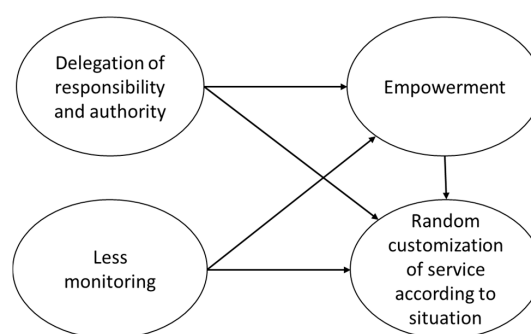 Delegation of
responsibility
and authority
Empowerment
Less
monitoring
Random
customization
of service
according to
situation